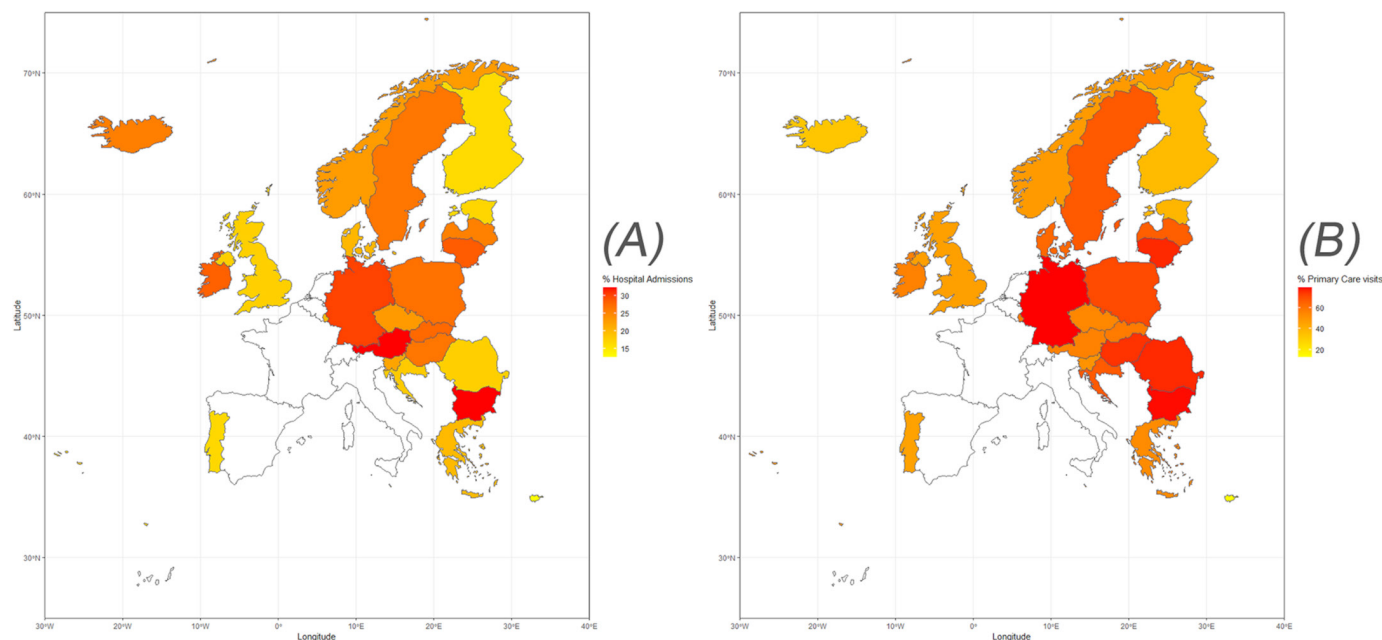 70°N
60°N
50°N
40°N
30°N
Latitude
30°W 20°W 10°W 0° 10°E 20°E 30°E 40°E
Longitude
(A)
% Hospital Admissions
30
25
20
15
70°N
60°N
50°N
40°N
30°N
Latitude
30°W 20°W 10°W 0° 10°E 20°E 30°E 40°E
Longitude
(B)
% Primary Care visits
60
40
20